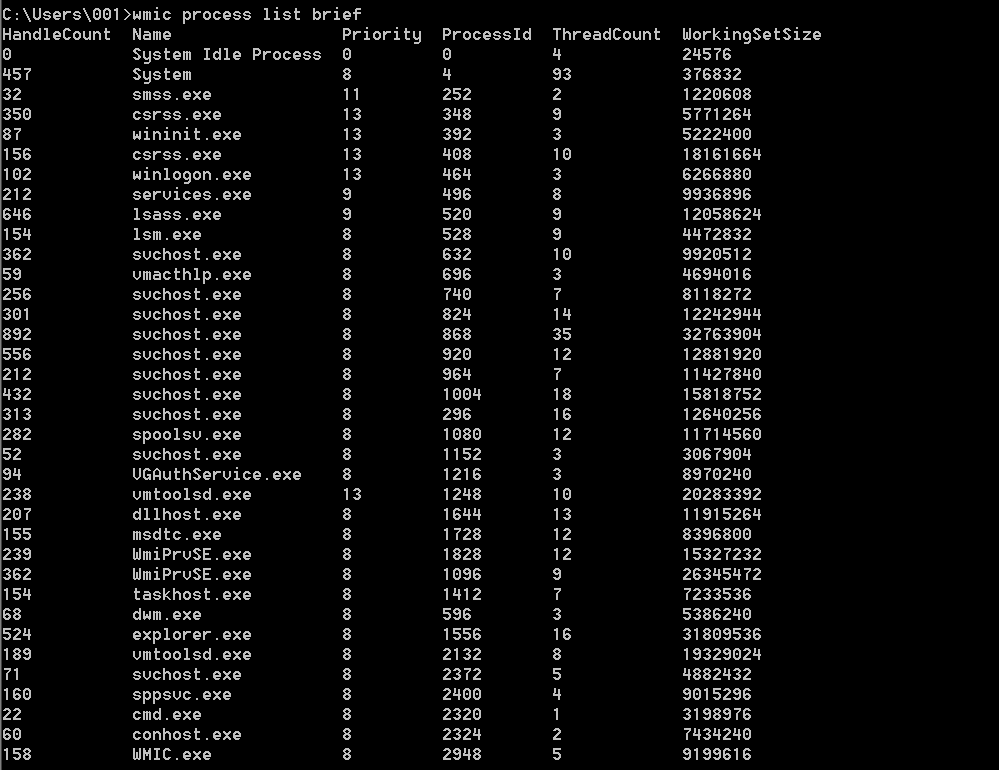 C:\Users\001>wmic process list brief
HandleCount  Name                 Priority  ProcessId  ThreadCount  WorkingSetSize
0            System Idle Process  0         0          4            24576
457          System               8         4          93           376832
32           smss.exe             11        252        2            1220608
350          csrss.exe            13        348        9            5771264
87           wininit.exe          13        392        3            5222400
156          csrss.exe            13        408        10           18161664
102          winlogon.exe         13        464        3            6266880
212          services.exe         9         496        8            9936896
646          lsass.exe            9         520        9            12058624
154          lsm.exe              8         528        9            4472832
362          svchost.exe          8         632        10           9920512
59           vmacthlp.exe         8         696        3            4694016
256          svchost.exe          8         740        7            8118272
301          svchost.exe          8         824        14           12242944
892          svchost.exe          8         868        35           32763904
556          svchost.exe          8         920        12           12881920
212          svchost.exe          8         964        7            11427840
432          svchost.exe          8         1004       18           15818752
313          svchost.exe          8         296        16           12640256
282          spoolsv.exe          8         1080       12           11714560
52           svchost.exe          8         1152       3            3067904
94           VGAuthService.exe    8         1216       3            8970240
238          vmtoolsd.exe         13        1248       10           20283392
207          dllhost.exe          8         1644       13           11915264
155          msdtc.exe            8         1728       12           8396800
239          WmiPrvSE.exe         8         1828       12           15327232
362          WmiPrvSE.exe         8         1096       9            26345472
154          taskhost.exe         8         1412       7            7233536
68           dwm.exe              8         596        3            5386240
524          explorer.exe         8         1556       16           31809536
189          vmtoolsd.exe         8         2132       8            19329024
71           svchost.exe          8         2372       5            4882432
160          sppsvc.exe           8         2400       4            9015296
22           cmd.exe              8         2320       1            3198976
60           conhost.exe          8         2324       2            7434240
158          WMIC.exe             8         2948       5            9199616